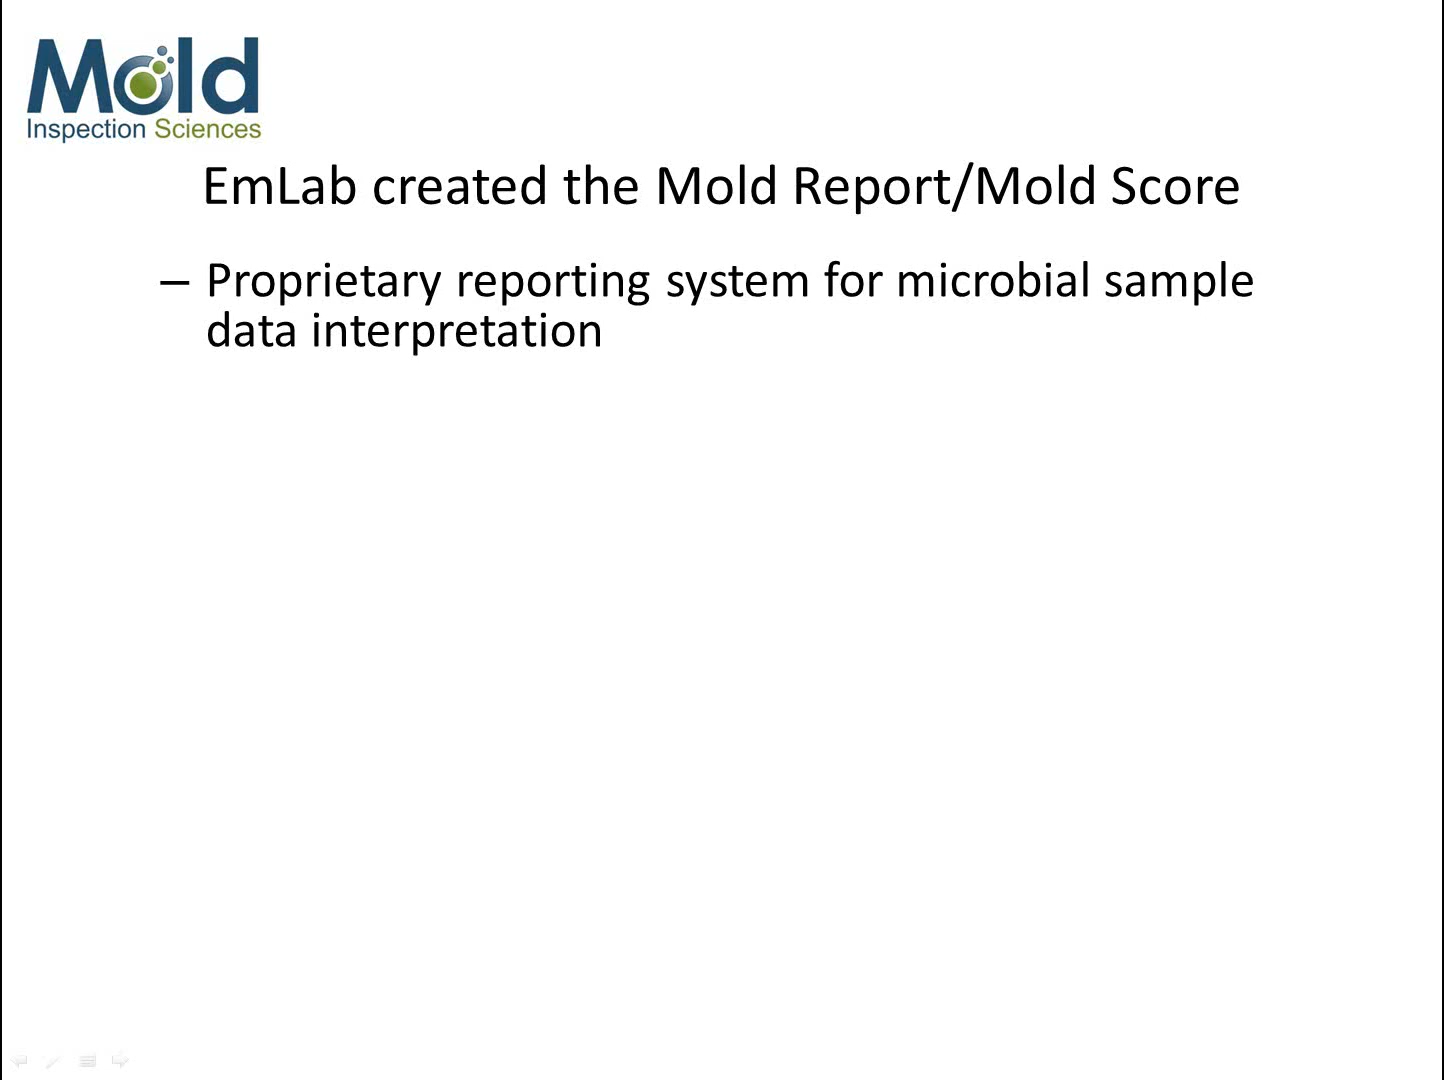 Mold
Inspection Sciences
EmLab created the Mold Report/Mold Score
– Proprietary reporting system for microbial sample
data interpretation